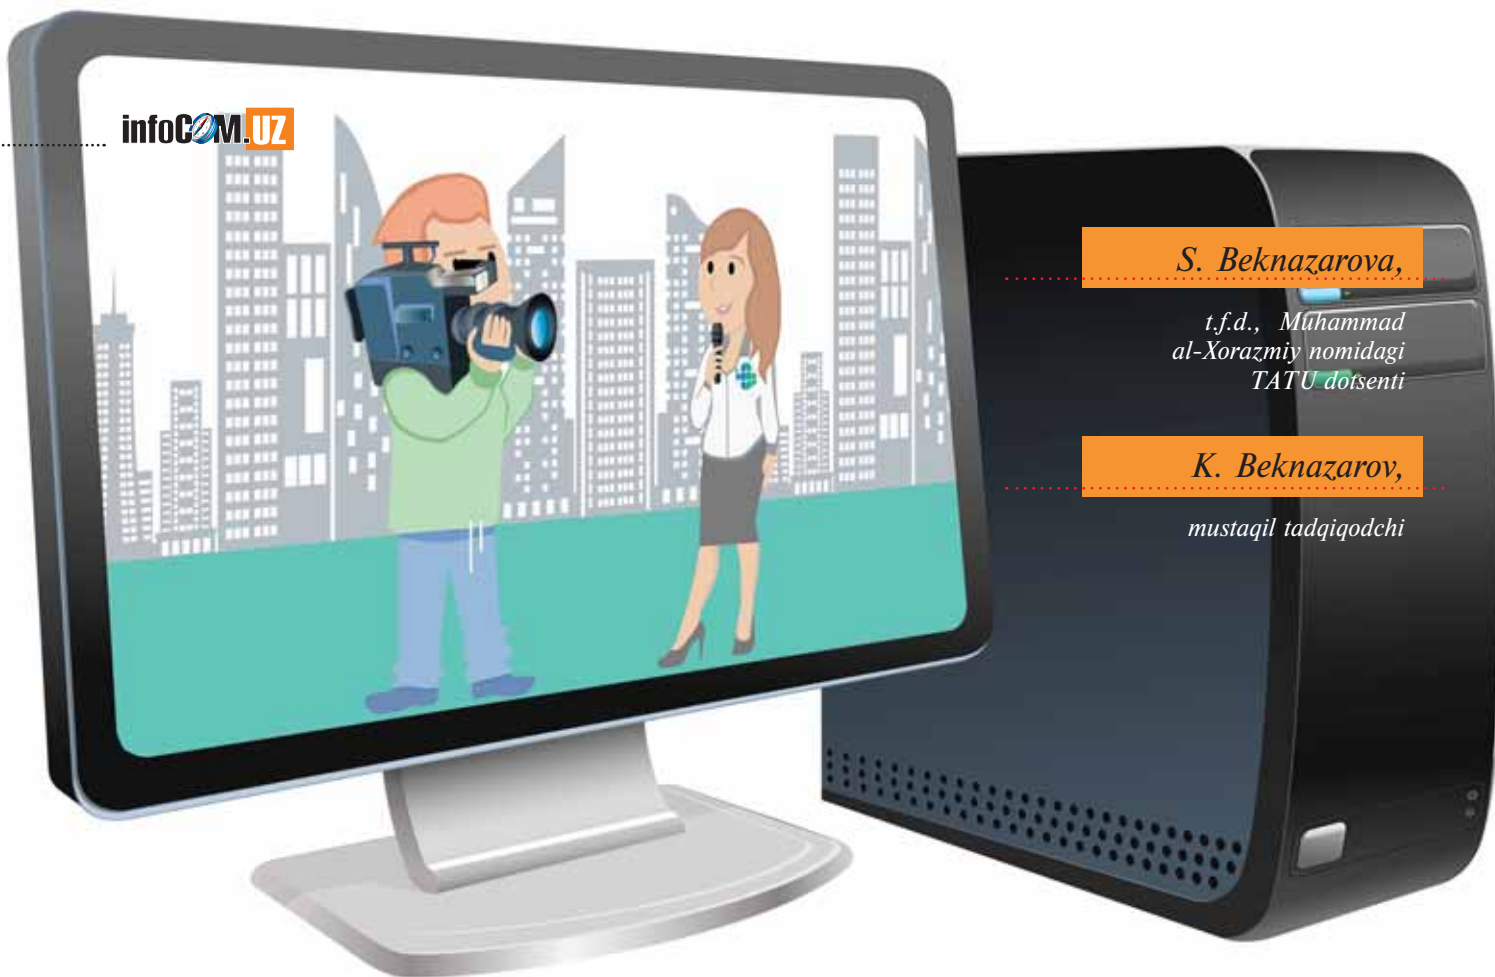 infoCOM.UZ
S. Beknazarova,
t.f.d., Muhammad
al-Xorazmiy nomidagi
TATU dotsenti
K. Beknazarov,
mustaqil tadqiqodchi